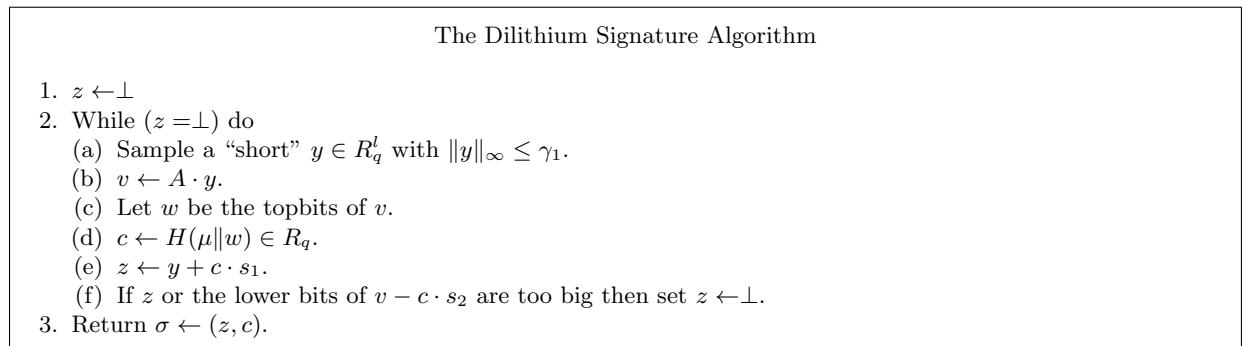 The Dilithium Signature Algorithm
1. z ←⊥
2. While (z =⊥) do
(a) Sample a “short” y ∈ R_q^l with ‖y‖_∞ ≤ γ_1.
(b) v ← A · y.
(c) Let w be the topbits of v.
(d) c ← H(μ‖w) ∈ R_q.
(e) z ← y + c · s_1.
(f) If z or the lower bits of v − c · s_2 are too big then set z ←⊥.
3. Return σ ← (z, c).